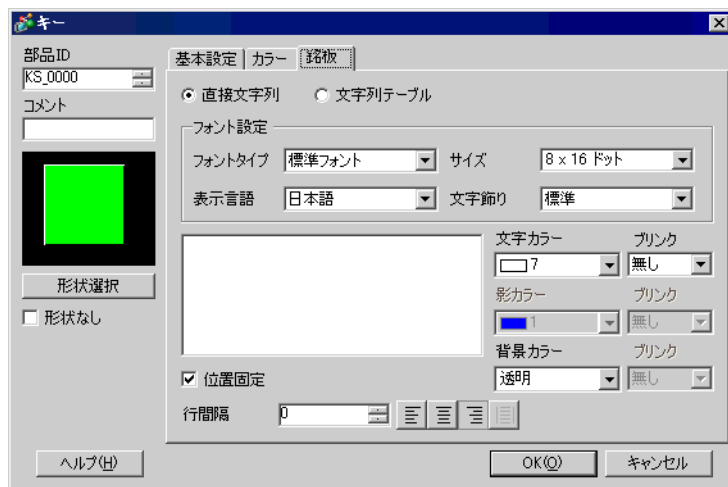 キー
部品ID
KS_0000
コメント
形状選択
形状なし
ヘルプ(H)
基本設定 カラー 銘板
直接文字列 文字列テーブル
フォント設定
フォントタイプ 標準フォント サイズ 8 x 16 ドット
表示言語 日本語 文字飾り 標準
文字カラー ブリンク
7 無し
影カラー ブリンク
1 無し
背景カラー ブリンク
透明 無し
位置固定
行間隔 0
OK(O) キャンセル